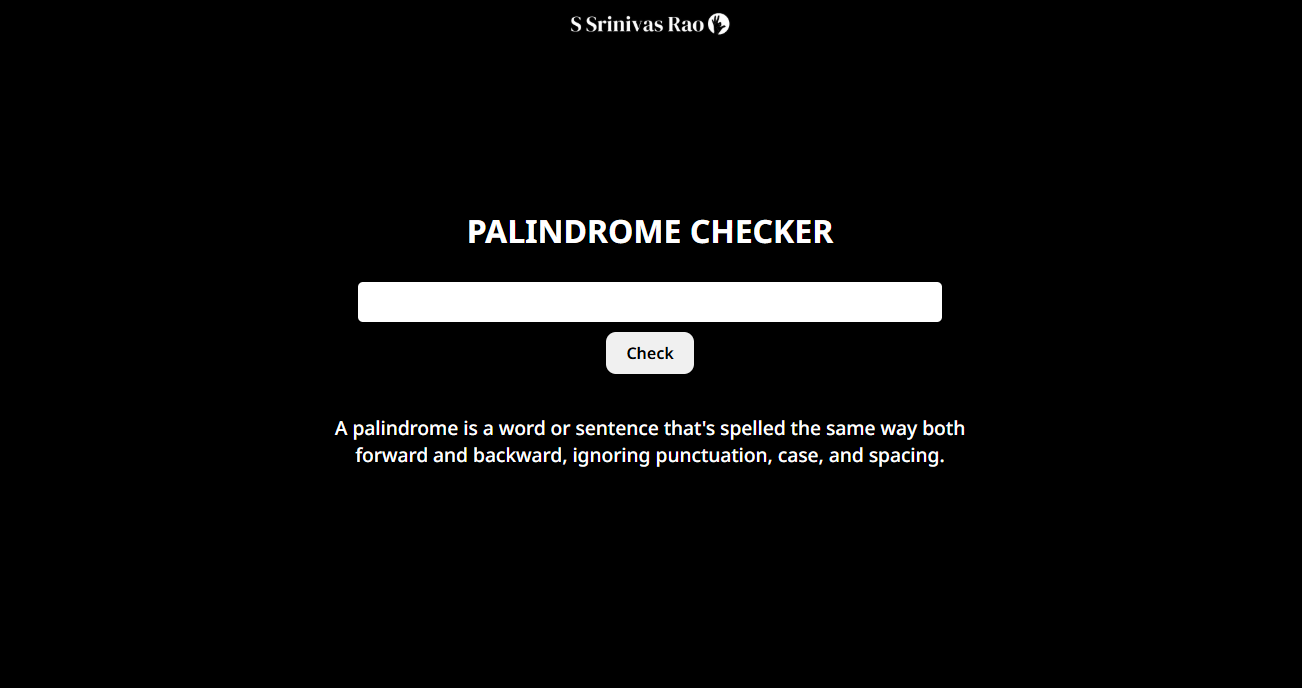 S Srinivas Rao
PALINDROME CHECKER
Check
A palindrome is a word or sentence that's spelled the same way both
forward and backward, ignoring punctuation, case, and spacing.